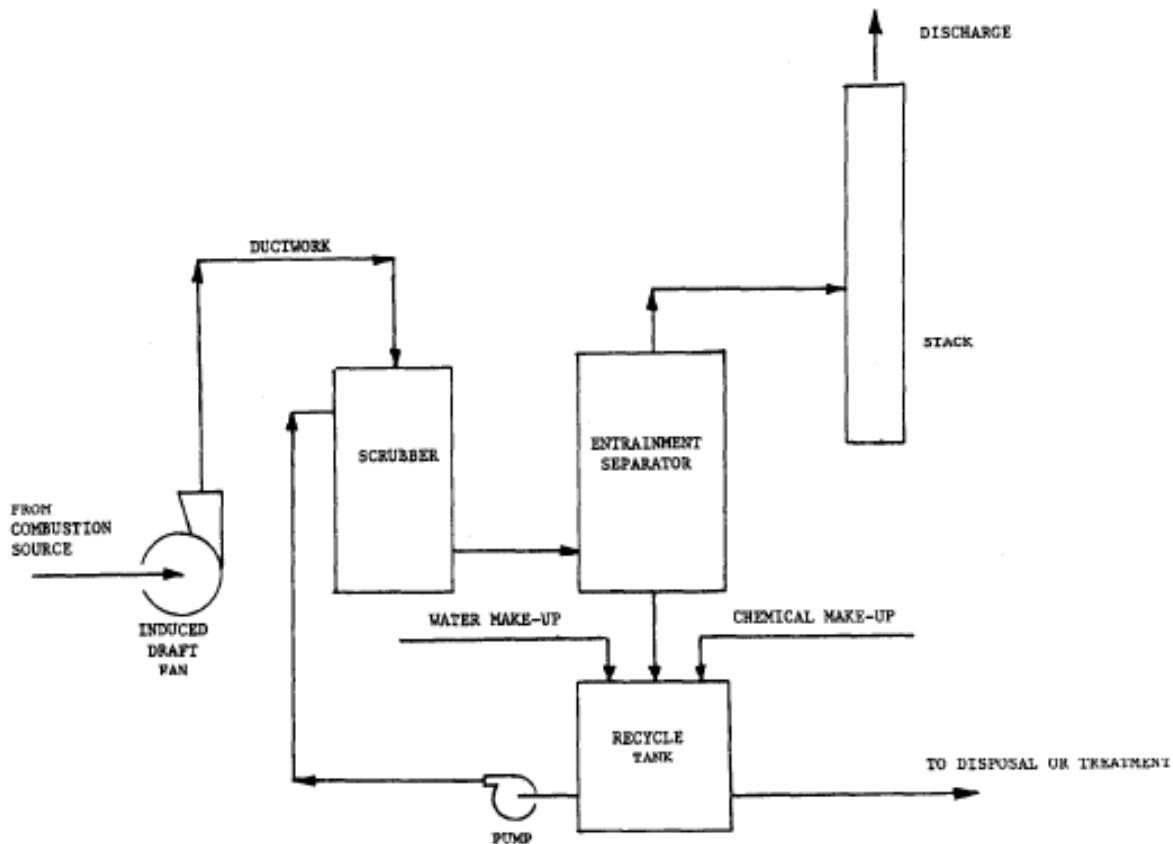 DISCHARGE
DUCTWORK
STACK
ENTRAINMENT
SEPARATOR
SCRUBBER
FROM
COMBUSTION
SOURCE
WATER MAKE-UP
CHEMICAL MAKE-UP
INDUCED
DRAFT
FAN
RECYCLE
TANK
TO DISPOSAL OR TREATMENT
PUMP